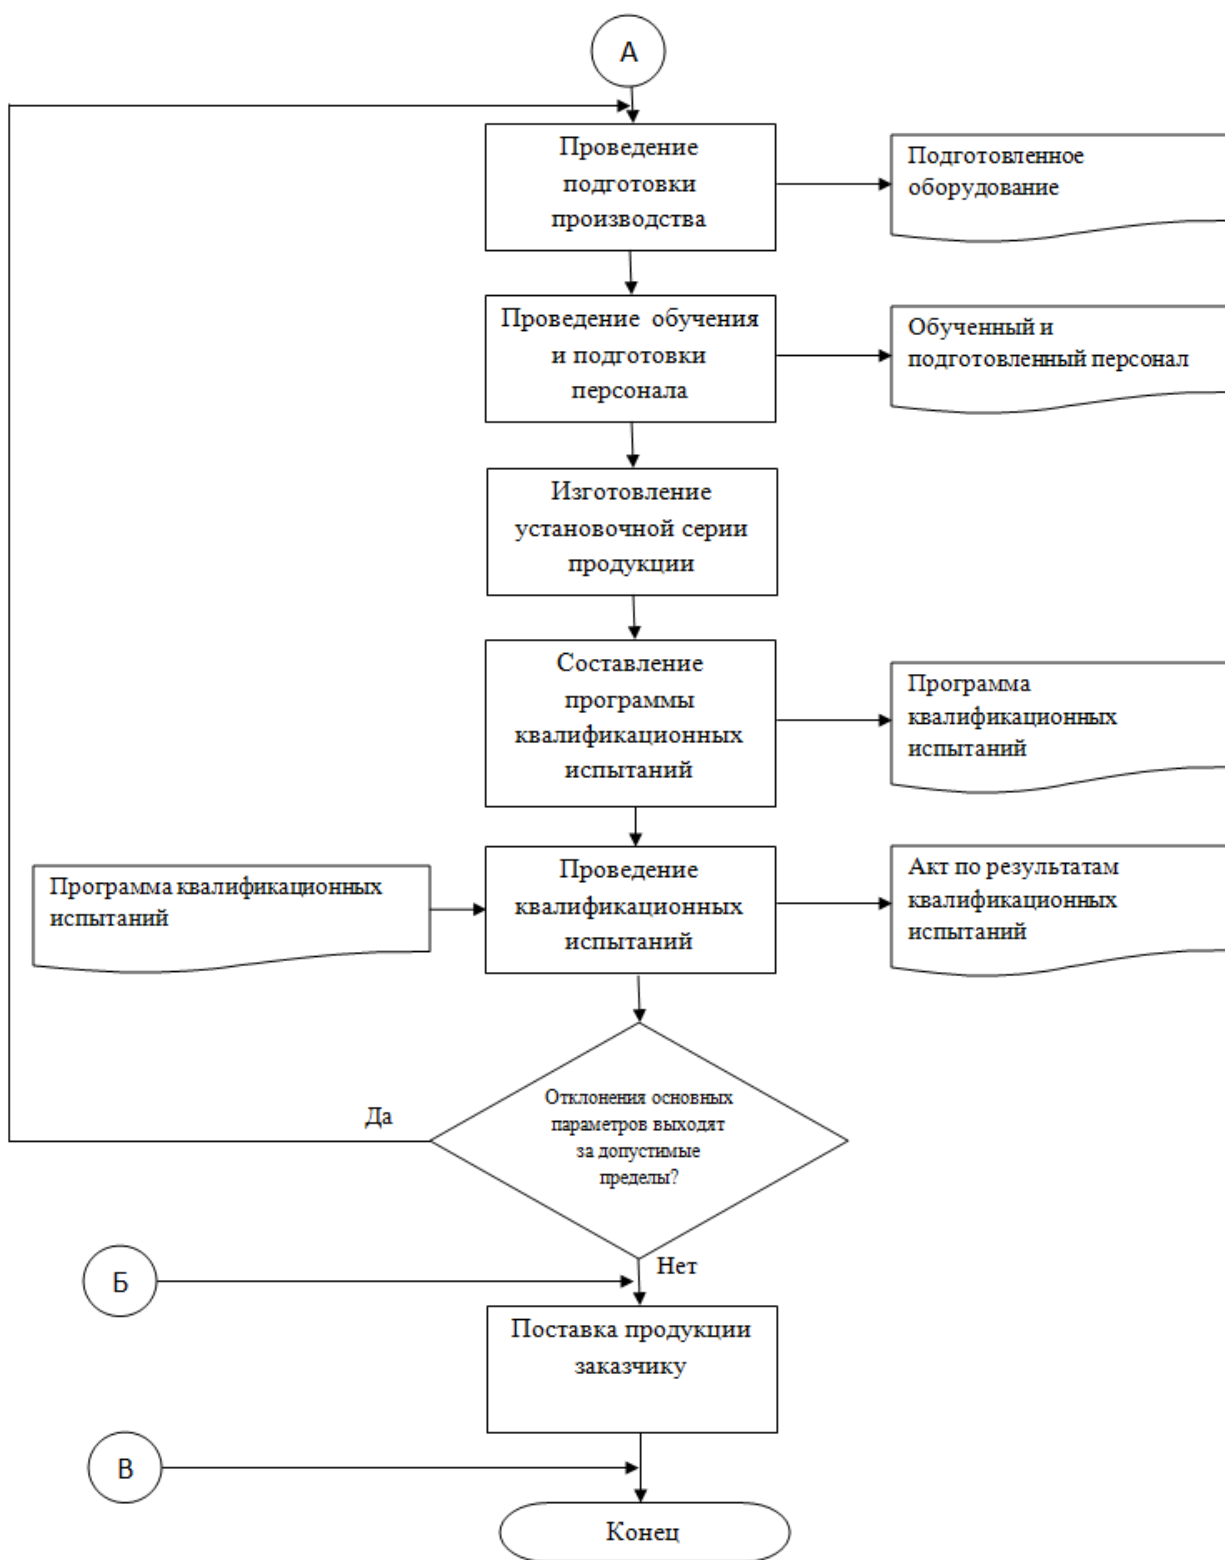 А
Проведение
подготовки
производства
Подготовленное
оборудование
Проведение обучения
и подготовки
персонала
Обученный и
подготовленный персонал
Изготовление
установочной серии
продукции
Составление
программы
квалификационных
испытаний
Программа
квалификационных
испытаний
Программа квалификационных
испытаний
Проведение
квалификационных
испытаний
Акт по результатам
квалификационных
испытаний
Отклонения основных
параметров выходят
за допустимые
пределы?
Да
Нет
Б
Поставка продукции
заказчику
В
Конец